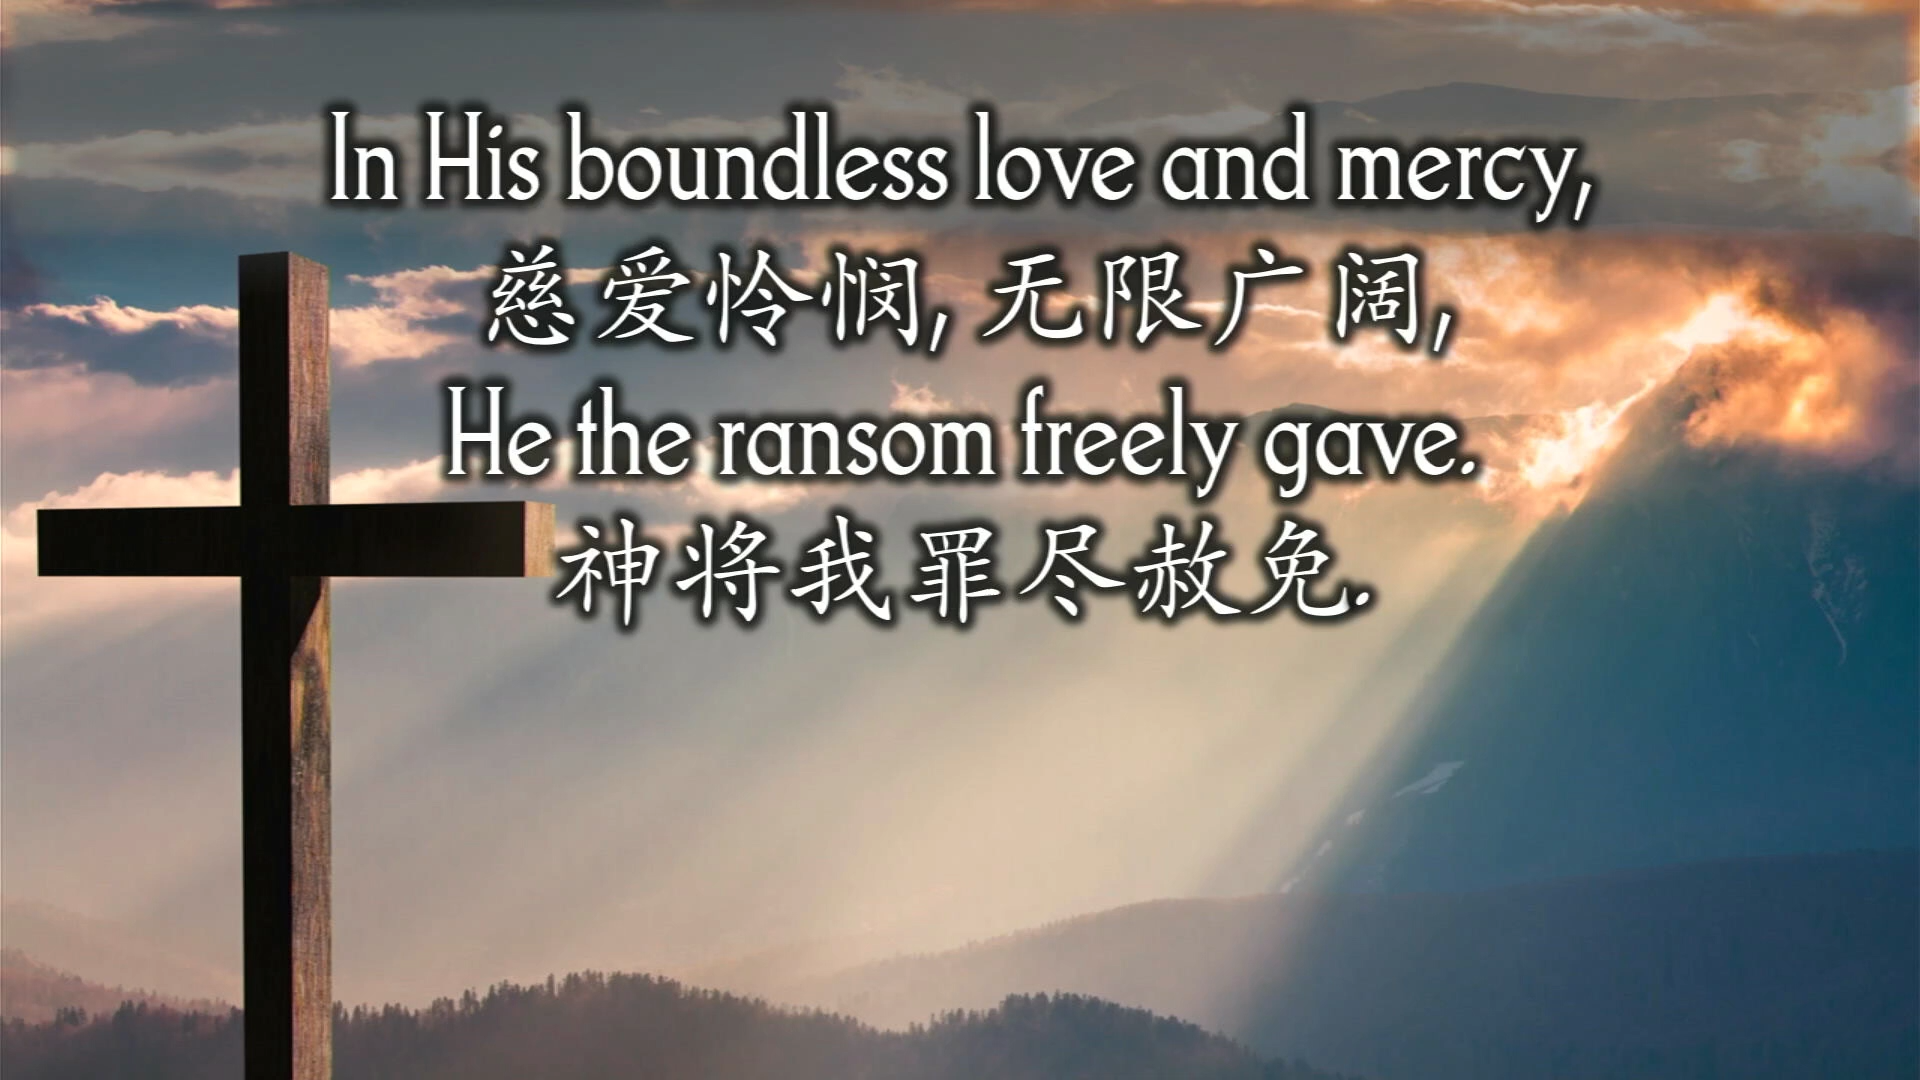 In His boundless love and mercy,
慈爱怜悯, 无限广阔,
He the ransom freely gave.
神将我罪尽赦免.